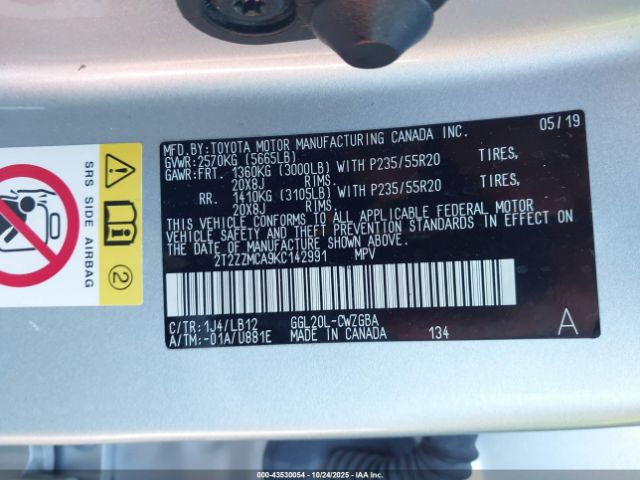 MFD.BY:TOYOTA MOTOR MANUFACTURING CANADA INC. 05/19
GVWR:2570KG (5665LB)
GAWR:FRT. 1360KG (3000LB) WITH P235/55R20 TIRES,
20X8J RIMS.
RR. 1410KG (3105LB) WITH P235/55R20 TIRES,
20X8J RIMS.
THIS VEHICLE CONFORMS TO ALL APPLICABLE FEDERAL MOTOR
VEHICLE SAFETY AND THEFT PREVENTION STANDARDS IN EFFECT ON
THE DATE OF MANUFACTURE SHOWN ABOVE.
2T2ZZMCA9KC142991 MPV
C/TR:1J4/LB12 GGL20L-CWZGBA
A/TM:-01A/U881E MADE IN CANADA 134 A
SRS SIDE AIRBAG
2
000-43530054 | 10/24/2025 | IAA, Inc.